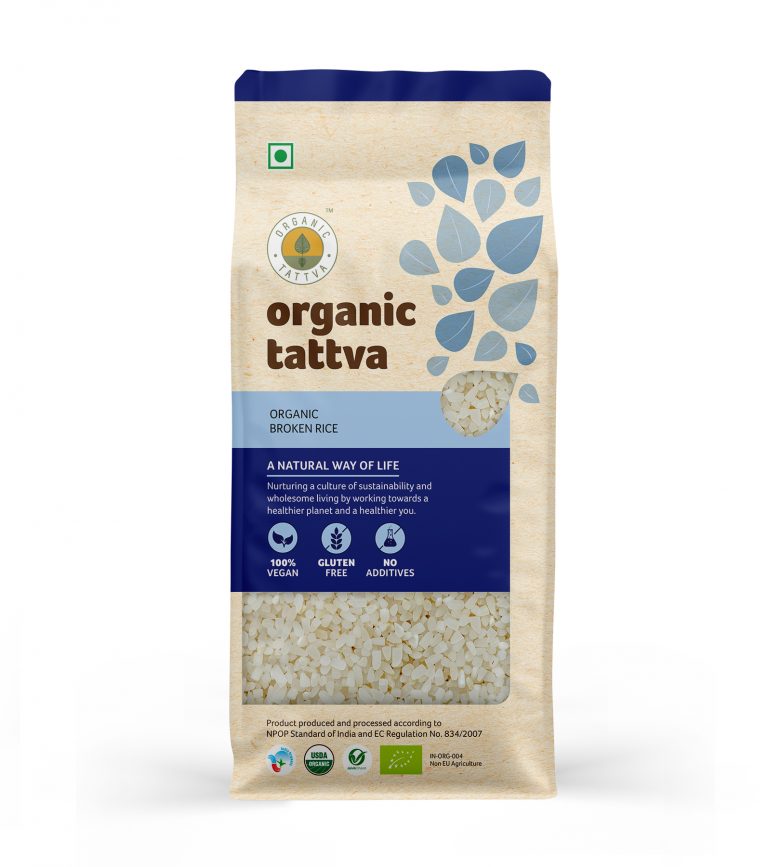 ORGANIC
TATTVA
TM
organic
tattva
ORGANIC
BROKEN RICE
A NATURAL WAY OF LIFE
Nurturing a culture of sustainability and
wholesome living by working towards a
healthier planet and a healthier you.
100%
VEGAN
GLUTEN
FREE
NO
ADDITIVES
Product produced and processed according to
NPOP Standard of India and EC Regulation No. 834/2007
USDA
ORGANIC
IN-ORG-004
Non EU Agriculture